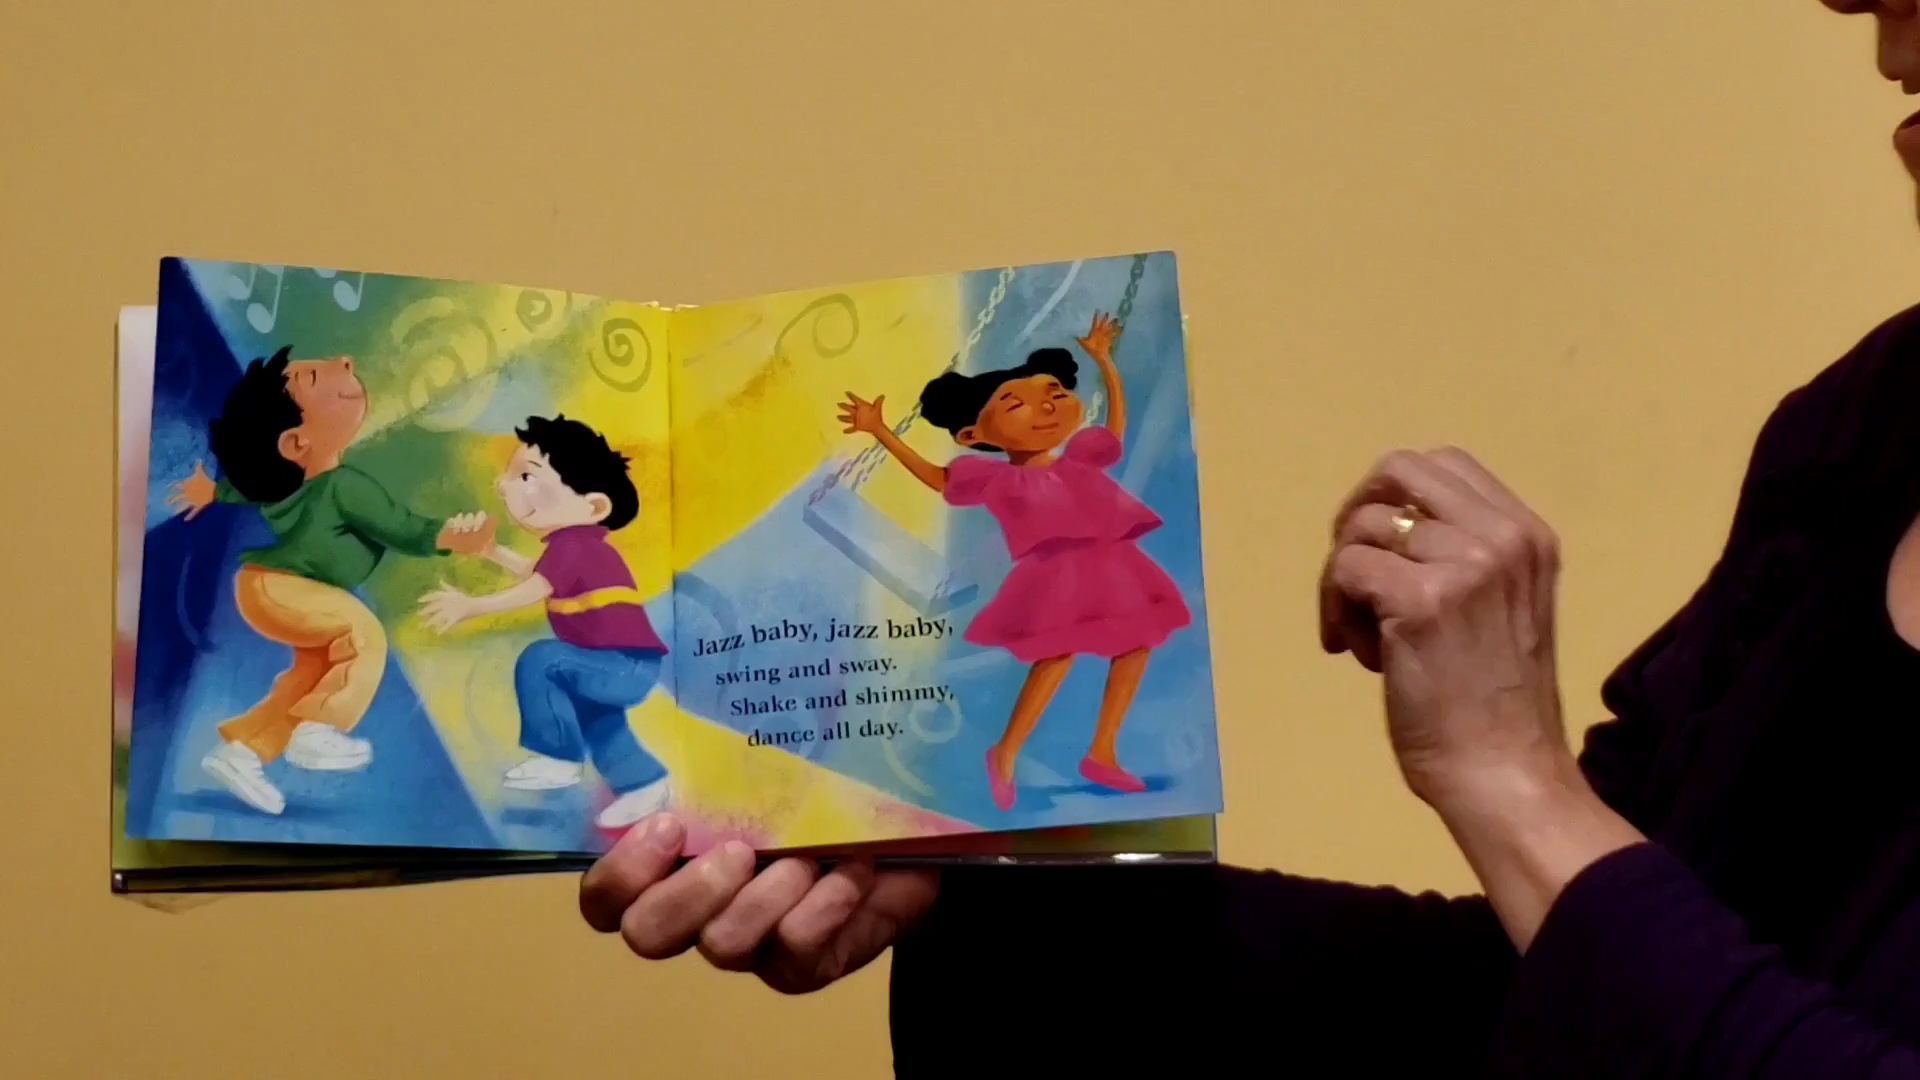 Jazz baby, jazz baby,
swing and sway.
Shake and shimmy,
dance all day.